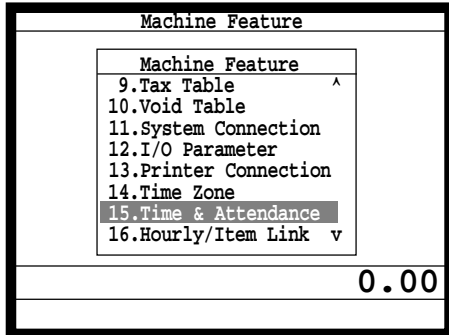 Machine Feature
Machine Feature
9.Tax Table ^
10.Void Table
11.System Connection
12.I/O Parameter
13.Printer Connection
14.Time Zone
15.Time & Attendance
16.Hourly/Item Link v
0.00